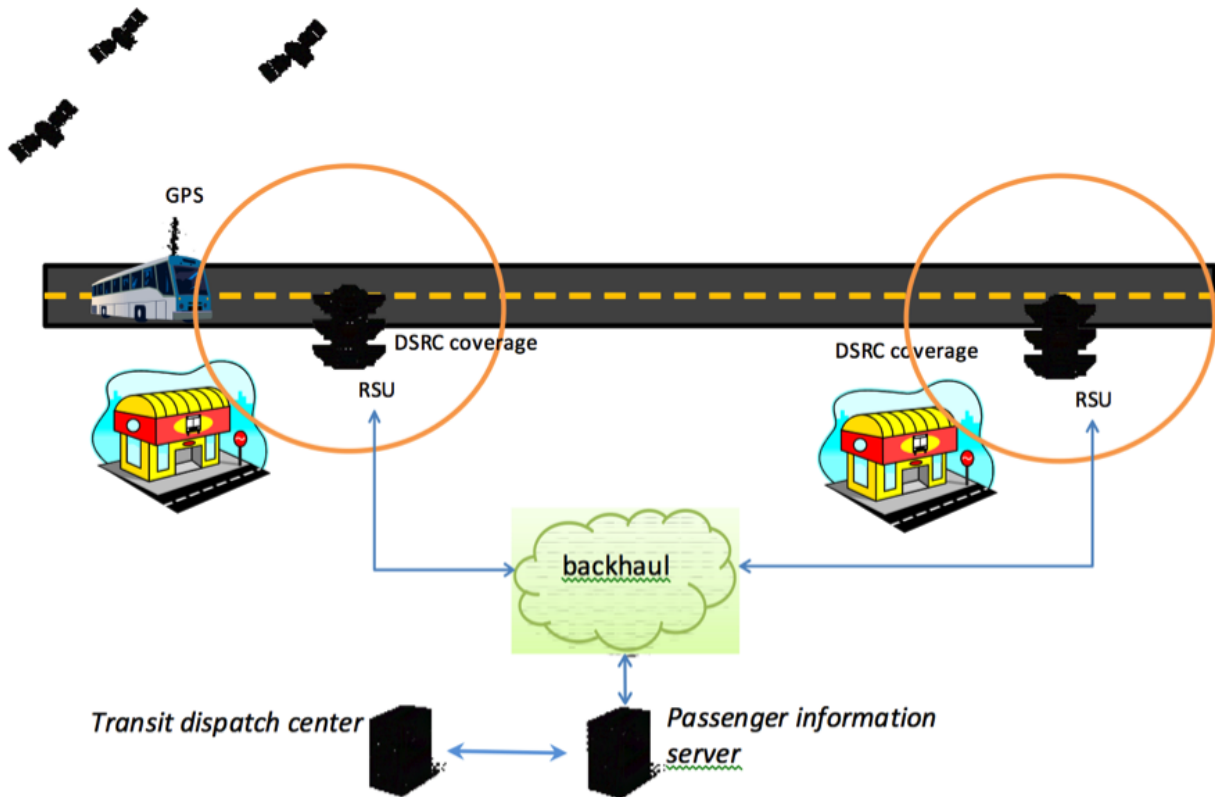 GPS
DSRC coverage
RSU
DSRC coverage
RSU
backhaul
Transit dispatch center
Passenger information
server